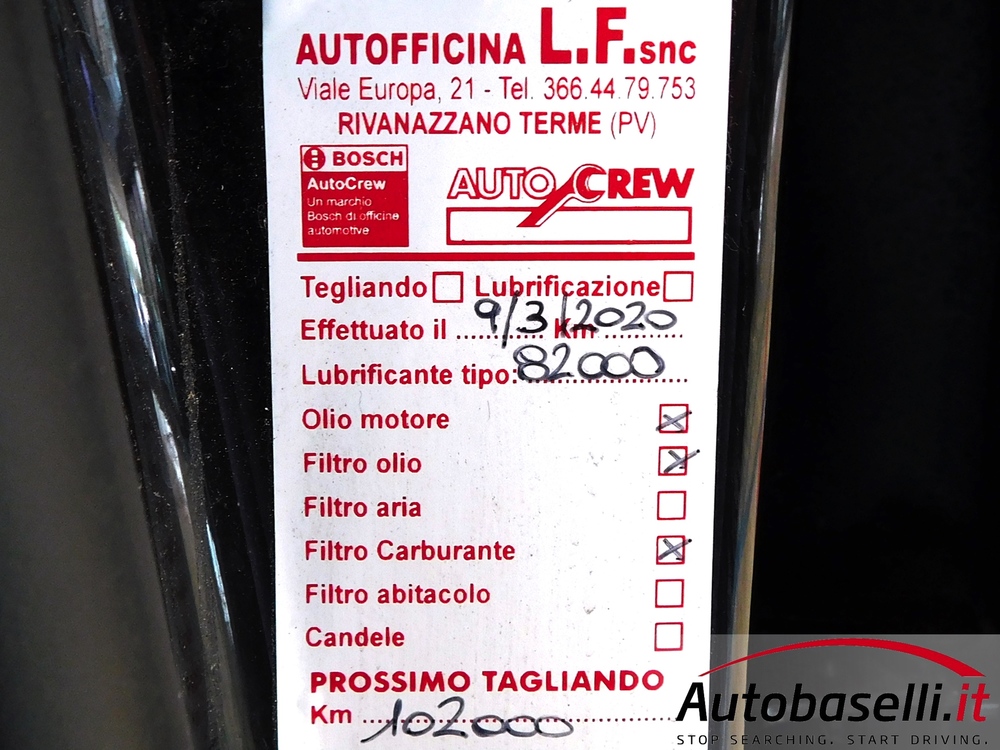 AUTOFFICINA L.F. snc
Viale Europa, 21 - Tel. 366.44.79.753
RIVANAZZANO TERME (PV)
BOSCH
AutoCrew
Un marchio
Bosch di officine
automotive
AUTO CREW
Tegliando Lubrificazione
Effettuato il ........... Km ............
9/3/2020
Lubrificante tipo: 82000
Olio motore
Filtro olio
Filtro aria
Filtro Carburante
Filtro abitacolo
Candele
PROSSIMO TAGLIANDO
Km 102000
Autobaselli.it
STOP SEARCHING. START DRIVING.